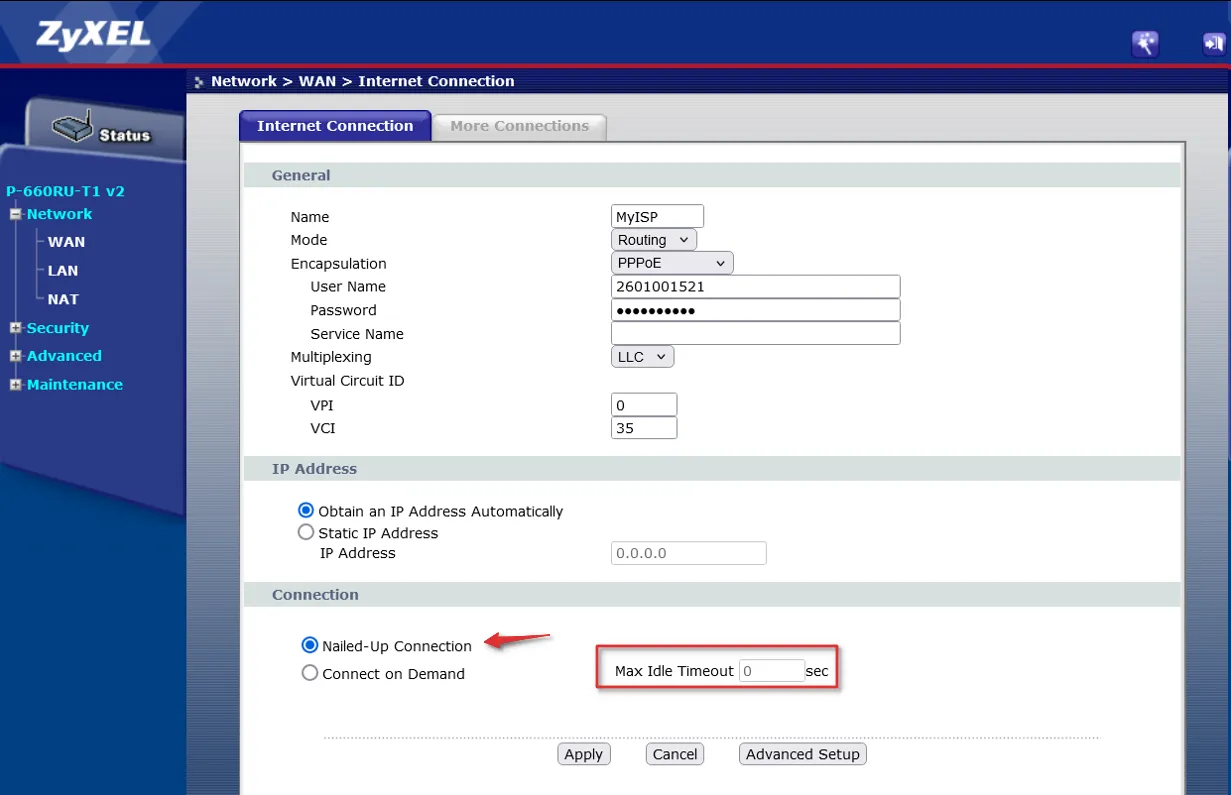 ZyXEL
Network > WAN > Internet Connection
Status
Internet Connection
More Connections
P-660RU-T1 v2
Network
WAN
LAN
NAT
Security
Advanced
Maintenance
General
Name MyISP
Mode Routing
Encapsulation PPPoE
User Name 2601001521
Password ••••••••••
Service Name
Multiplexing LLC
Virtual Circuit ID
VPI 0
VCI 35
IP Address
Obtain an IP Address Automatically
Static IP Address
IP Address 0.0.0.0
Connection
Nailed-Up Connection
Connect on Demand Max Idle Timeout 0 sec
Apply Cancel Advanced Setup